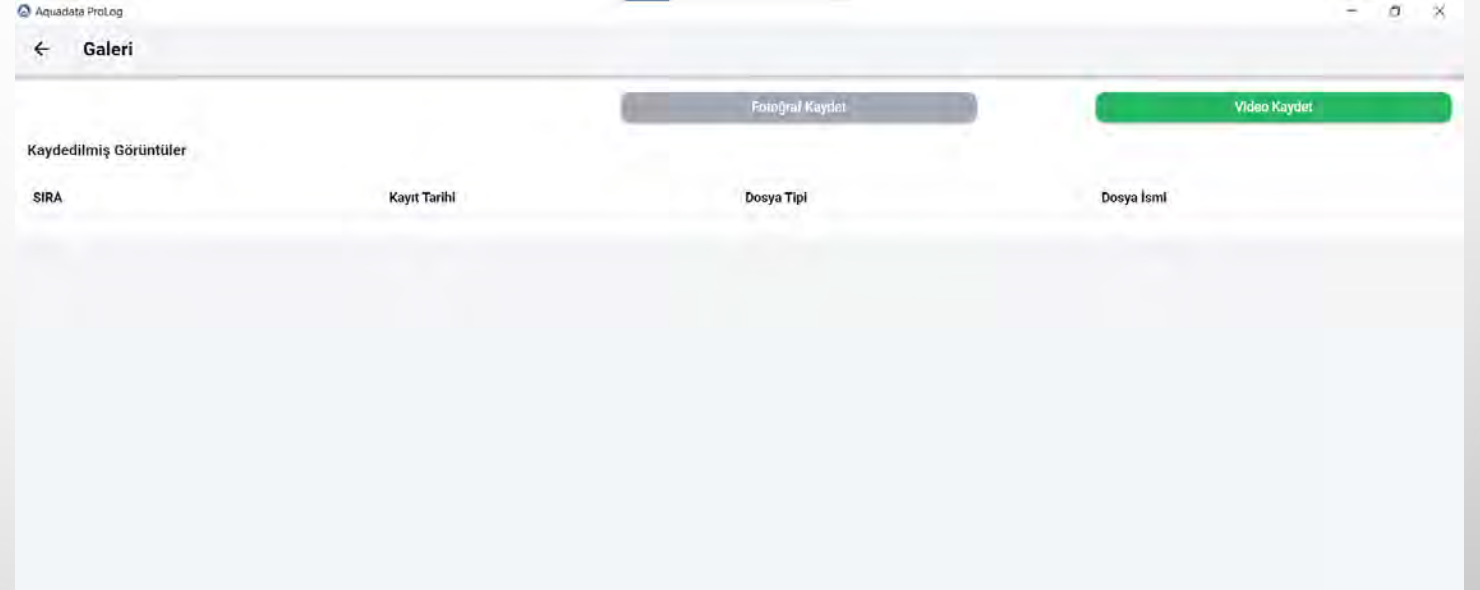 Aquadata ProLog
Galeri
Fotoğraf Kaydet
Video Kaydet
Kaydedilmiş Görüntüler
SIRA Kayıt Tarihi Dosya Tipi Dosya İsmi